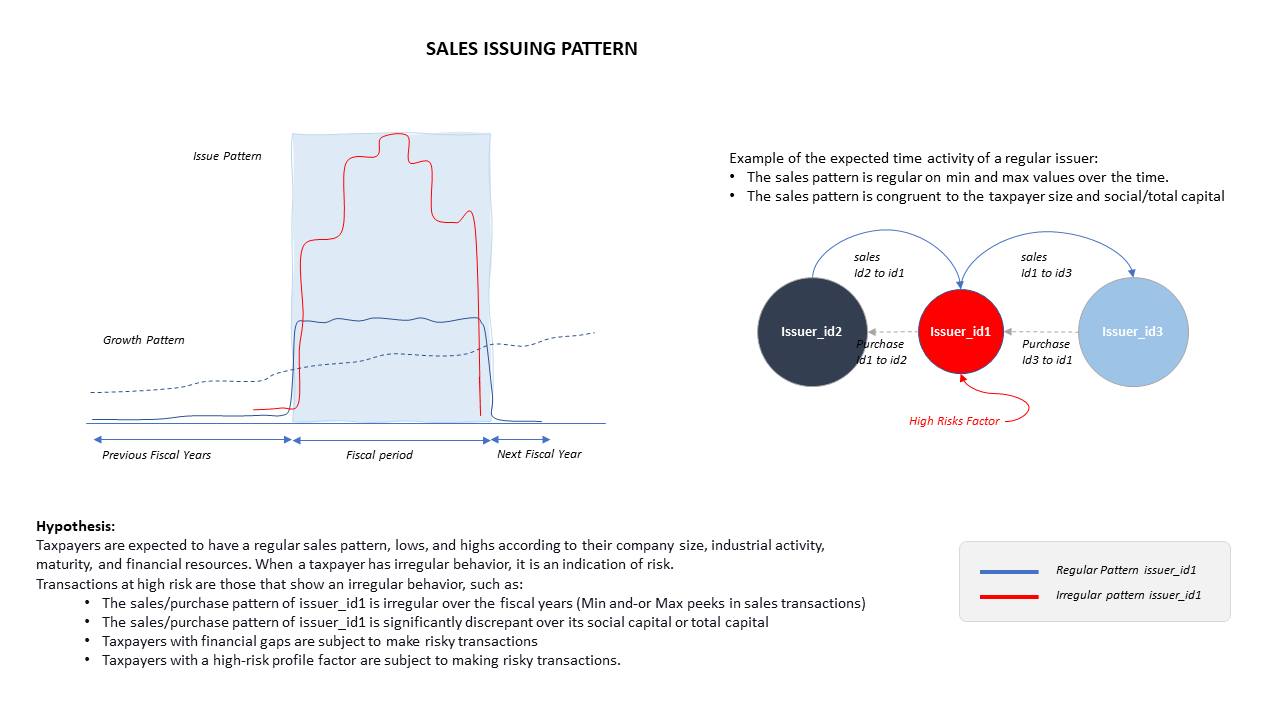 SALES ISSUING PATTERN
Issue Pattern
Growth Pattern
Previous Fiscal Years
Fiscal period
Next Fiscal Year
Example of the expected time activity of a regular issuer:
• The sales pattern is regular on min and max values over the time.
• The sales pattern is congruent to the taxpayer size and social/total capital
sales
Id2 to id1
sales
Id1 to id3
Issuer_id2
Issuer_id1
Issuer_id3
Purchase
Id1 to id2
Purchase
Id3 to id1
High Risks Factor
Hypothesis:
Taxpayers are expected to have a regular sales pattern, lows, and highs according to their company size, industrial activity,
maturity, and financial resources. When a taxpayer has irregular behavior, it is an indication of risk.
Transactions at high risk are those that show an irregular behavior, such as:
• The sales/purchase pattern of issuer_id1 is irregular over the fiscal years (Min and-or Max peeks in sales transactions)
• The sales/purchase pattern of issuer_id1 is significantly discrepant over its social capital or total capital
• Taxpayers with financial gaps are subject to make risky transactions
• Taxpayers with a high-risk profile factor are subject to making risky transactions.
Regular Pattern issuer_id1
Irregular pattern issuer_id1